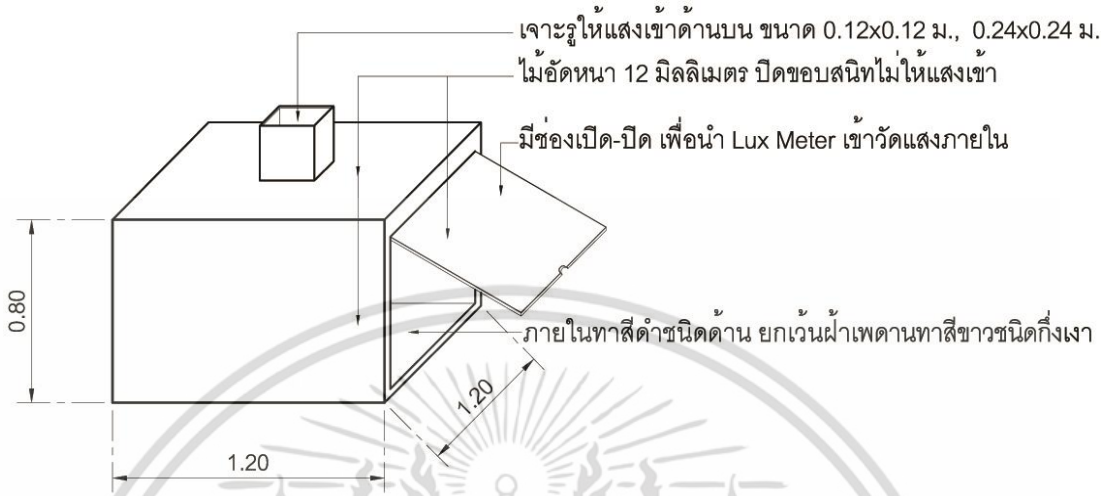 เจาะรูให้แสงเข้าด้านบน ขนาด 0.12x0.12 ม., 0.24x0.24 ม.
ไม้อัดหนา 12 มิลลิเมตร ปิดขอบสนิทไม่ให้แสงเข้า
มีช่องเปิด-ปิด เพื่อนำ Lux Meter เข้าวัดแสงภายใน
0.80
ภายในทาสีดำชนิดด้าน ยกเว้นฝ้าเพดานทาสีขาวชนิดกึ่งเงา
1.20
1.20